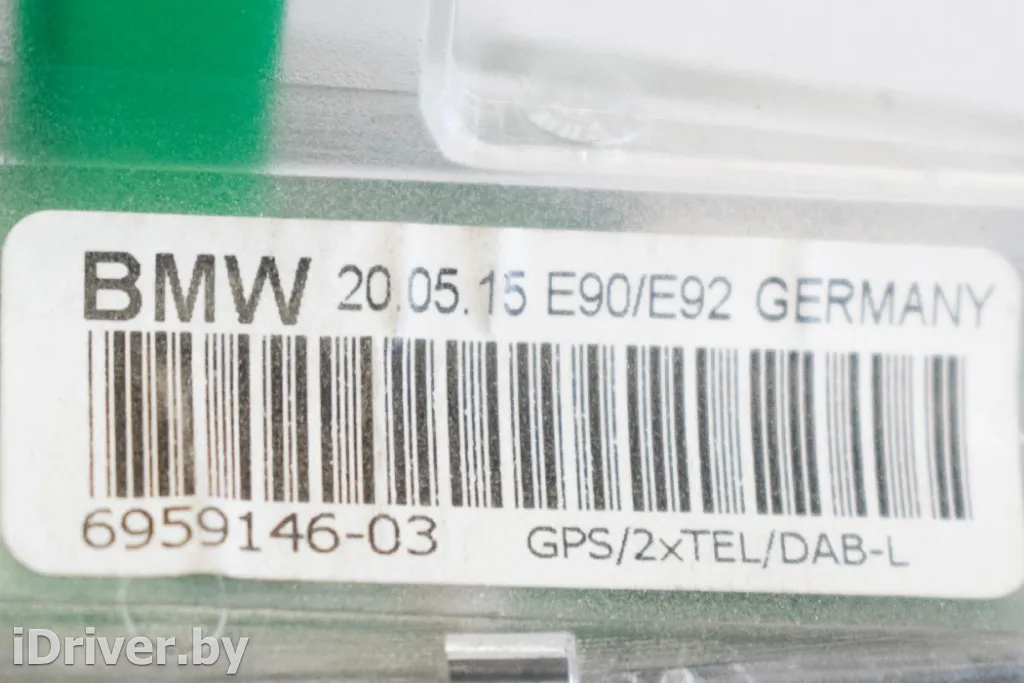 BMW 20.05.15 E90/E92 GERMANY
6959146-03 GPS/2xTEL/DAB-L
iDriver.by